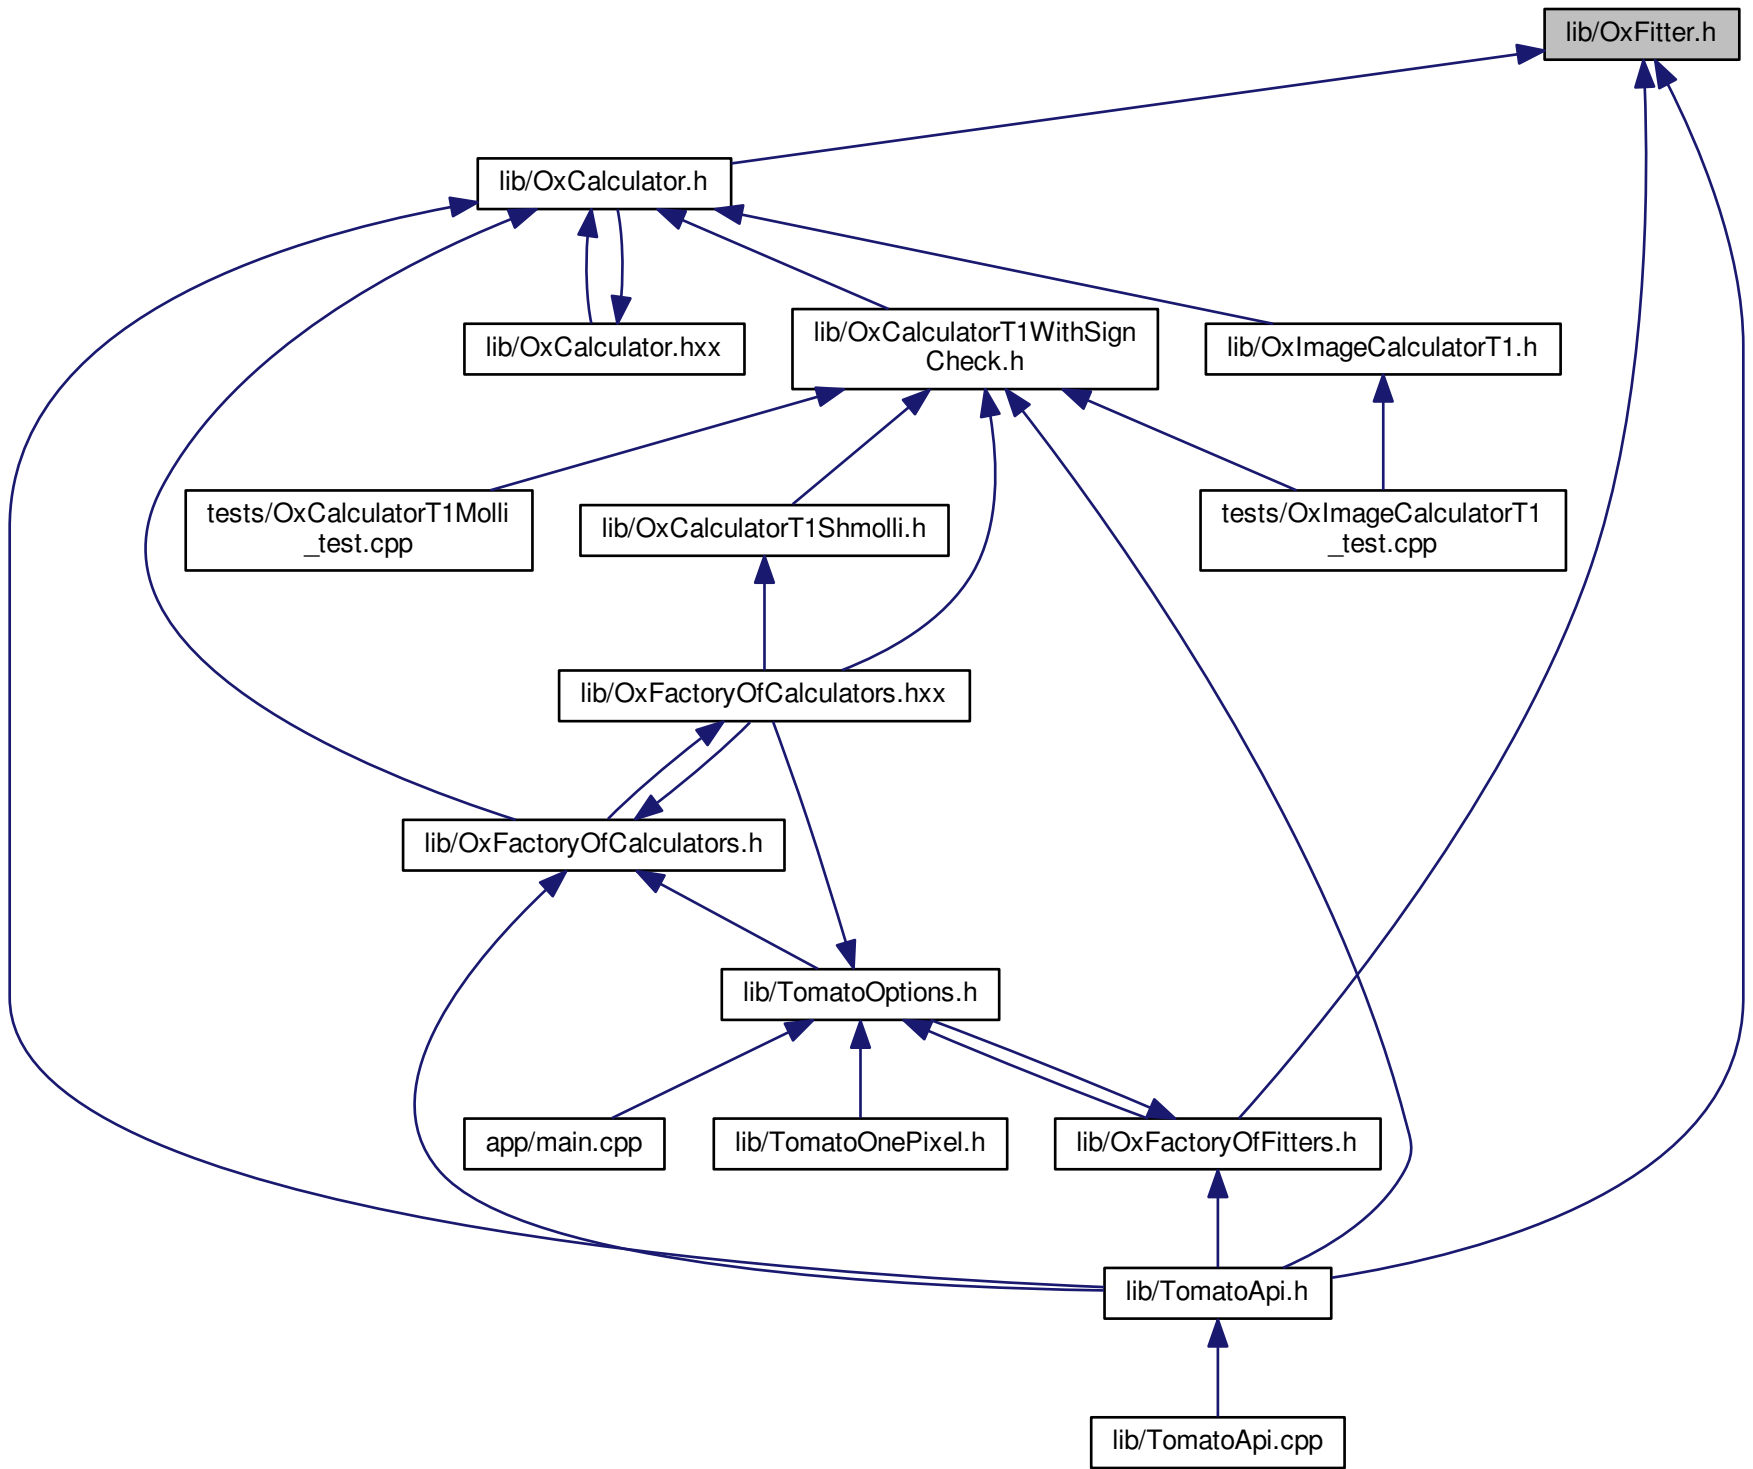 lib/OxFitter.h
lib/OxCalculator.h
lib/OxCalculator.hxx
lib/OxCalculatorT1WithSign
Check.h
lib/OxImageCalculatorT1.h
tests/OxCalculatorT1Molli
_test.cpp
lib/OxCalculatorT1Shmolli.h
tests/OxImageCalculatorT1
_test.cpp
lib/OxFactoryOfCalculators.hxx
lib/OxFactoryOfCalculators.h
lib/TomatoOptions.h
app/main.cpp
lib/TomatoOnePixel.h
lib/OxFactoryOfFitters.h
lib/TomatoApi.h
lib/TomatoApi.cpp